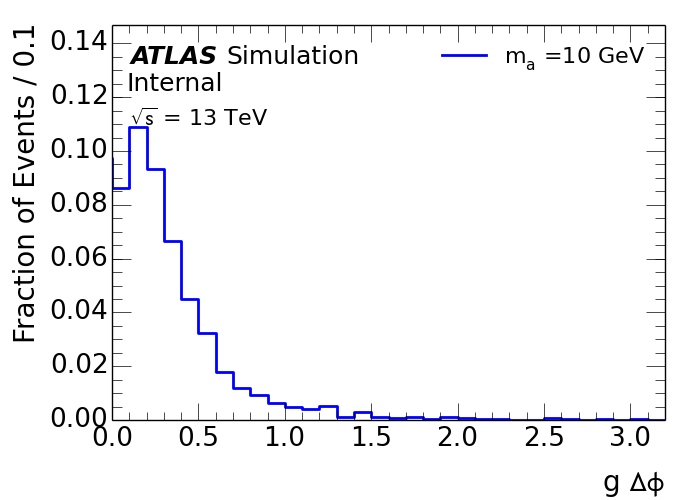 0.14
ATLAS Simulation
Internal
√s = 13 TeV
mₐ =10 GeV
0.12
0.10
0.08
0.06
0.04
0.02
0.00
Fraction of Events / 0.1
0.0 0.5 1.0 1.5 2.0 2.5 3.0
g Δϕ